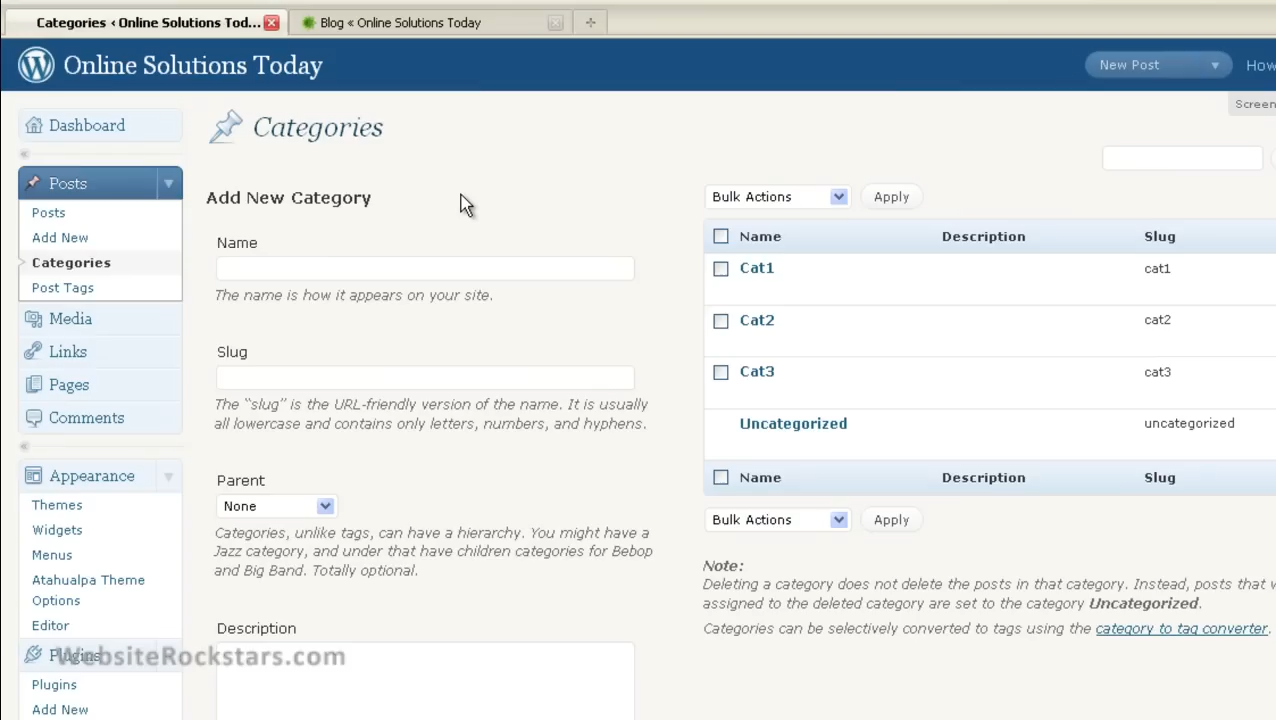 Categories ‹ Online Solutions Tod...
Blog « Online Solutions Today
Online Solutions Today
New Post
How
Screen
Dashboard
Posts
Posts
Add New
Categories
Post Tags
Media
Links
Pages
Comments
Appearance
Themes
Widgets
Menus
Atahualpa Theme
Options
Editor
Plugins
WebsiteRockstars.com
Plugins
Add New
Categories
Add New Category
Name
The name is how it appears on your site.
Slug
The “slug” is the URL-friendly version of the name. It is usually
all lowercase and contains only letters, numbers, and hyphens.
Parent
None
Categories, unlike tags, can have a hierarchy. You might have a
Jazz category, and under that have children categories for Bebop
and Big Band. Totally optional.
Description
Bulk Actions Apply
Name Description Slug
Cat1 cat1
Cat2 cat2
Cat3 cat3
Uncategorized uncategorized
Name Description Slug
Bulk Actions Apply
Note:
Deleting a category does not delete the posts in that category. Instead, posts that
assigned to the deleted category are set to the category Uncategorized.
Categories can be selectively converted to tags using the category to tag converter.